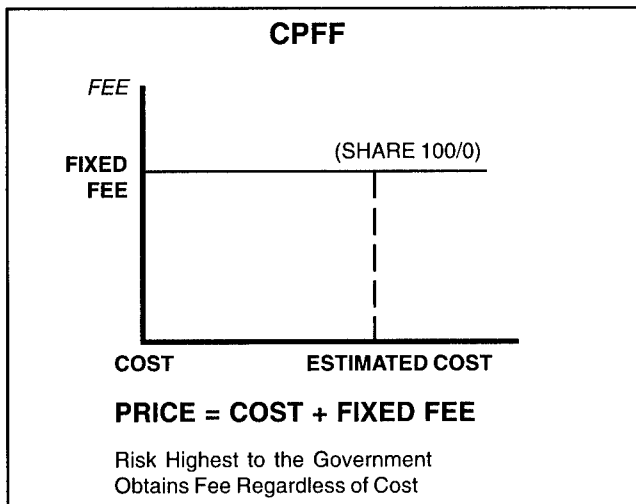 CPFF
FEE
(SHARE 100/0)
FIXED
FEE
COST
ESTIMATED COST
PRICE = COST + FIXED FEE
Risk Highest to the Government
Obtains Fee Regardless of Cost